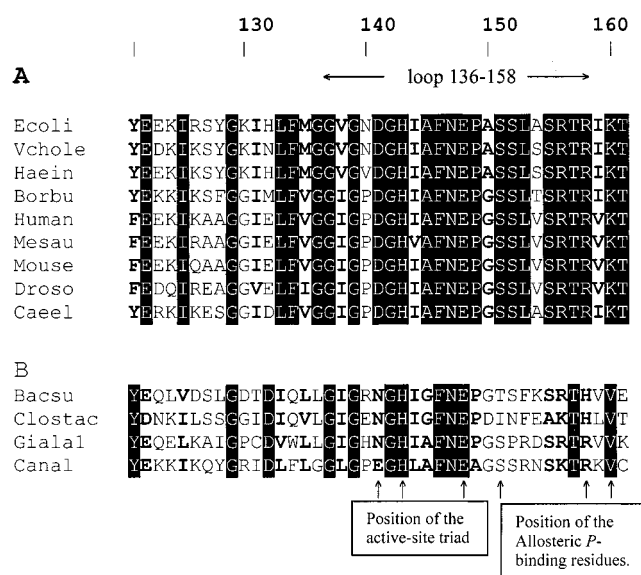 130 140 150 160
A
loop 136-158
Ecoli YEEKIRSYGKIHLFMGGVGNDGHIAFNEPASSLASRTRIKT
Vchole YEDKIKSYGKINLFMGGVGVDGHIAFNEPASSLSSRTRIKT
Haein YEEKIKSYGKIHLFMGGVGVDGHIAFNEPASSLSSRTRIKT
Borbu YEKKIKSFGGIMLFVGGIGPDGHIAFNEPGSSLTSRTRIKT
Human FEEKIKAAGGIELFVGGIGPDGHIAFNEPGSSLVSRTRVKT
Mesau FEEKIRAAGGIELFVGGIGPDGHVAFNEPGSSLVSRTRVKT
Mouse FEEKIQAAGGIELFVGGIGPDGHIAFNEPGSSLVSRTRVKT
Droso FEDQIREAGGVELFIGGIGPDGHIAFNEPGSSLVSRTRVKT
Caeel YERKIKESGGIDLFVGGIGPDGHIAFNEPGSSLASRTRIKT
B
Bacsu YEQLVDSLGDTDIQLLGIGRNGHIGFNEPGTSFKSRTHVVE
Clostac YDNKILSSGGIDIQVLGIGENGHIGFNEPDINFEAKTHLVT
Giala1 YEQELKAIGPCDVWLLGIGHNGHIAFNEPGSPRDSRTRVVK
Canal YEKKIKQYGRIDLFLGGLGPEGHLAFNEAGSSRNSKTRKVC
Position of the
active-site triad
Position of the
Allosteric P-
binding residues.